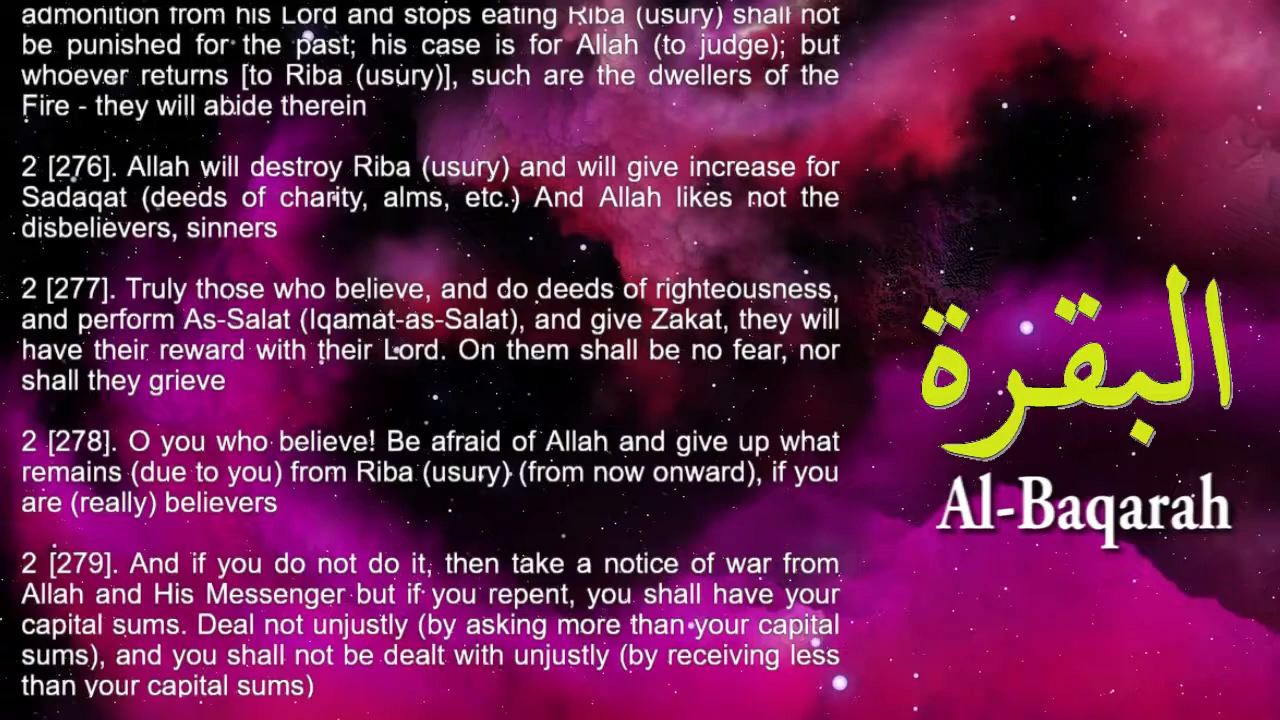 admonition from his Lord and stops eating Riba (usury) shall not
be punished for the past; his case is for Allah (to judge); but
whoever returns [to Riba (usury)], such are the dwellers of the
Fire - they will abide therein
2 [276]. Allah will destroy Riba (usury) and will give increase for
Sadaqat (deeds of charity, alms, etc.) And Allah likes not the
disbelievers, sinners
2 [277]. Truly those who believe, and do deeds of righteousness,
and perform As-Salat (Iqamat-as-Salat), and give Zakat, they will
have their reward with their Lord. On them shall be no fear, nor
shall they grieve
2 [278]. O you who believe! Be afraid of Allah and give up what
remains (due to you) from Riba (usury) (from now onward), if you
are (really) believers
2 [279]. And if you do not do it, then take a notice of war from
Allah and His Messenger but if you repent, you shall have your
capital sums. Deal not unjustly (by asking more than your capital
sums), and you shall not be dealt with unjustly (by receiving less
than your capital sums)
البقرة
Al-Baqarah